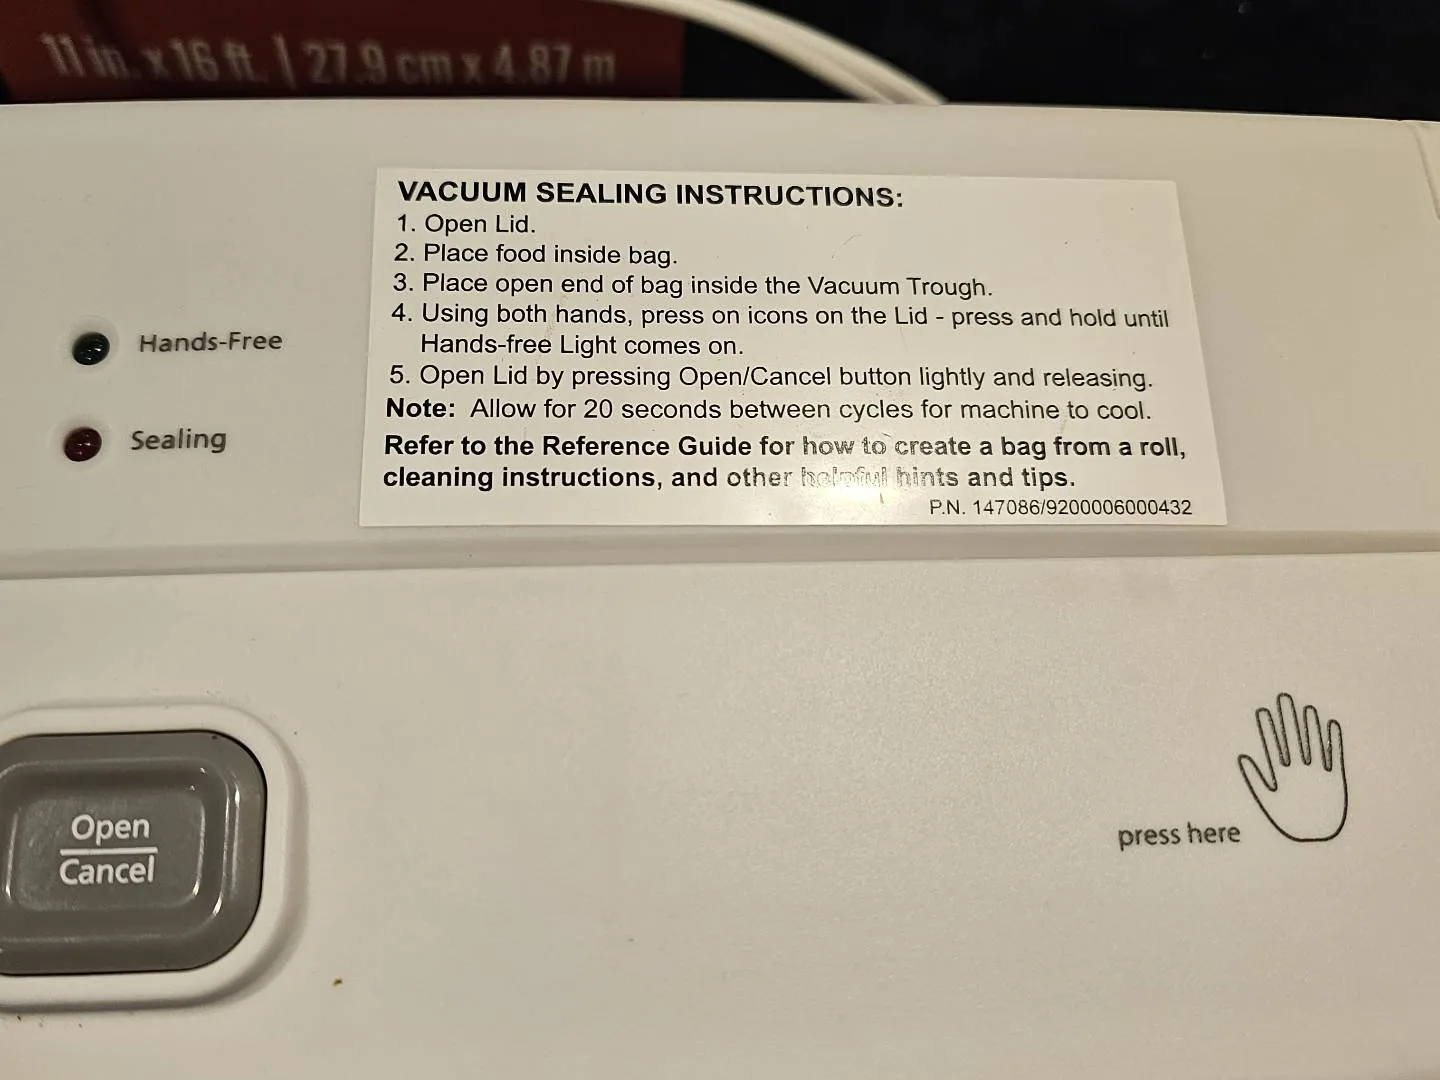 11 in. x 16 ft. | 27.9 cm x 4.87 m
VACUUM SEALING INSTRUCTIONS:
1. Open Lid.
2. Place food inside bag.
3. Place open end of bag inside the Vacuum Trough.
4. Using both hands, press on icons on the Lid - press and hold until
Hands-free Light comes on.
5. Open Lid by pressing Open/Cancel button lightly and releasing.
Note: Allow for 20 seconds between cycles for machine to cool.
Refer to the Reference Guide for how to create a bag from a roll,
cleaning instructions, and other helpful hints and tips.
P.N. 147086/9200006000432
Hands-Free
Sealing
Open
Cancel
press here